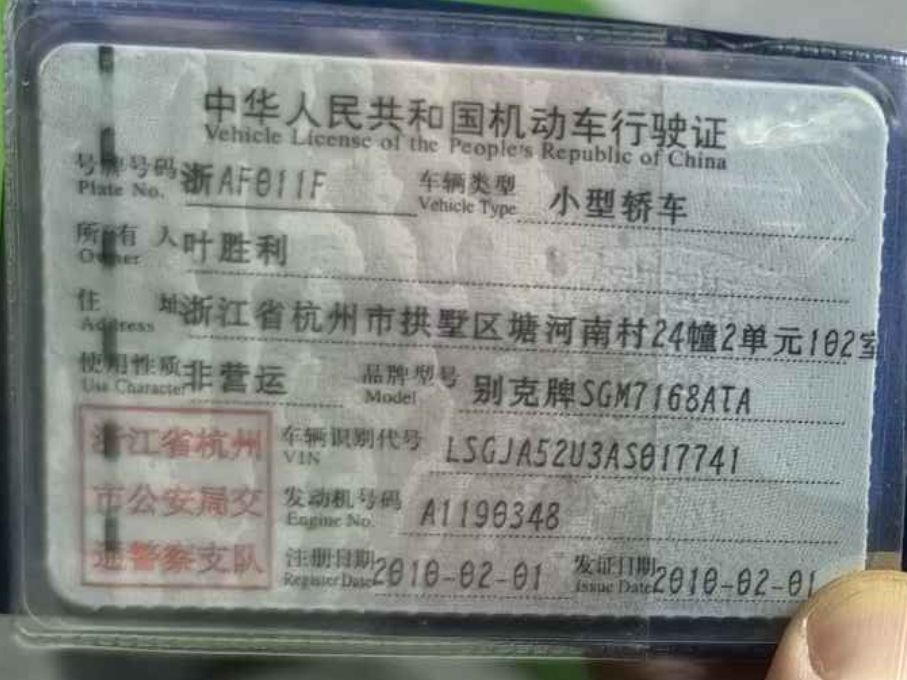 中华人民共和国机动车行驶证
Vehicle License of the People's Republic of China
号牌号码 浙AF011F 车辆类型 小型轿车
Plate No. Vehicle Type
所有人 叶胜利
Owner
住址 浙江省杭州市拱墅区塘河南村24幢2单元102室
Address
使用性质 非营运 品牌型号 别克牌SGM7168ATA
Use Character Model
浙江省杭州 车辆识别代号 LSGJA52U3AS017741
VIN
市公安局交 发动机号码 A1190348
Engine No.
通警察支队 注册日期 2010-02-01 发证日期 2010-02-01
Register Date Issue Date